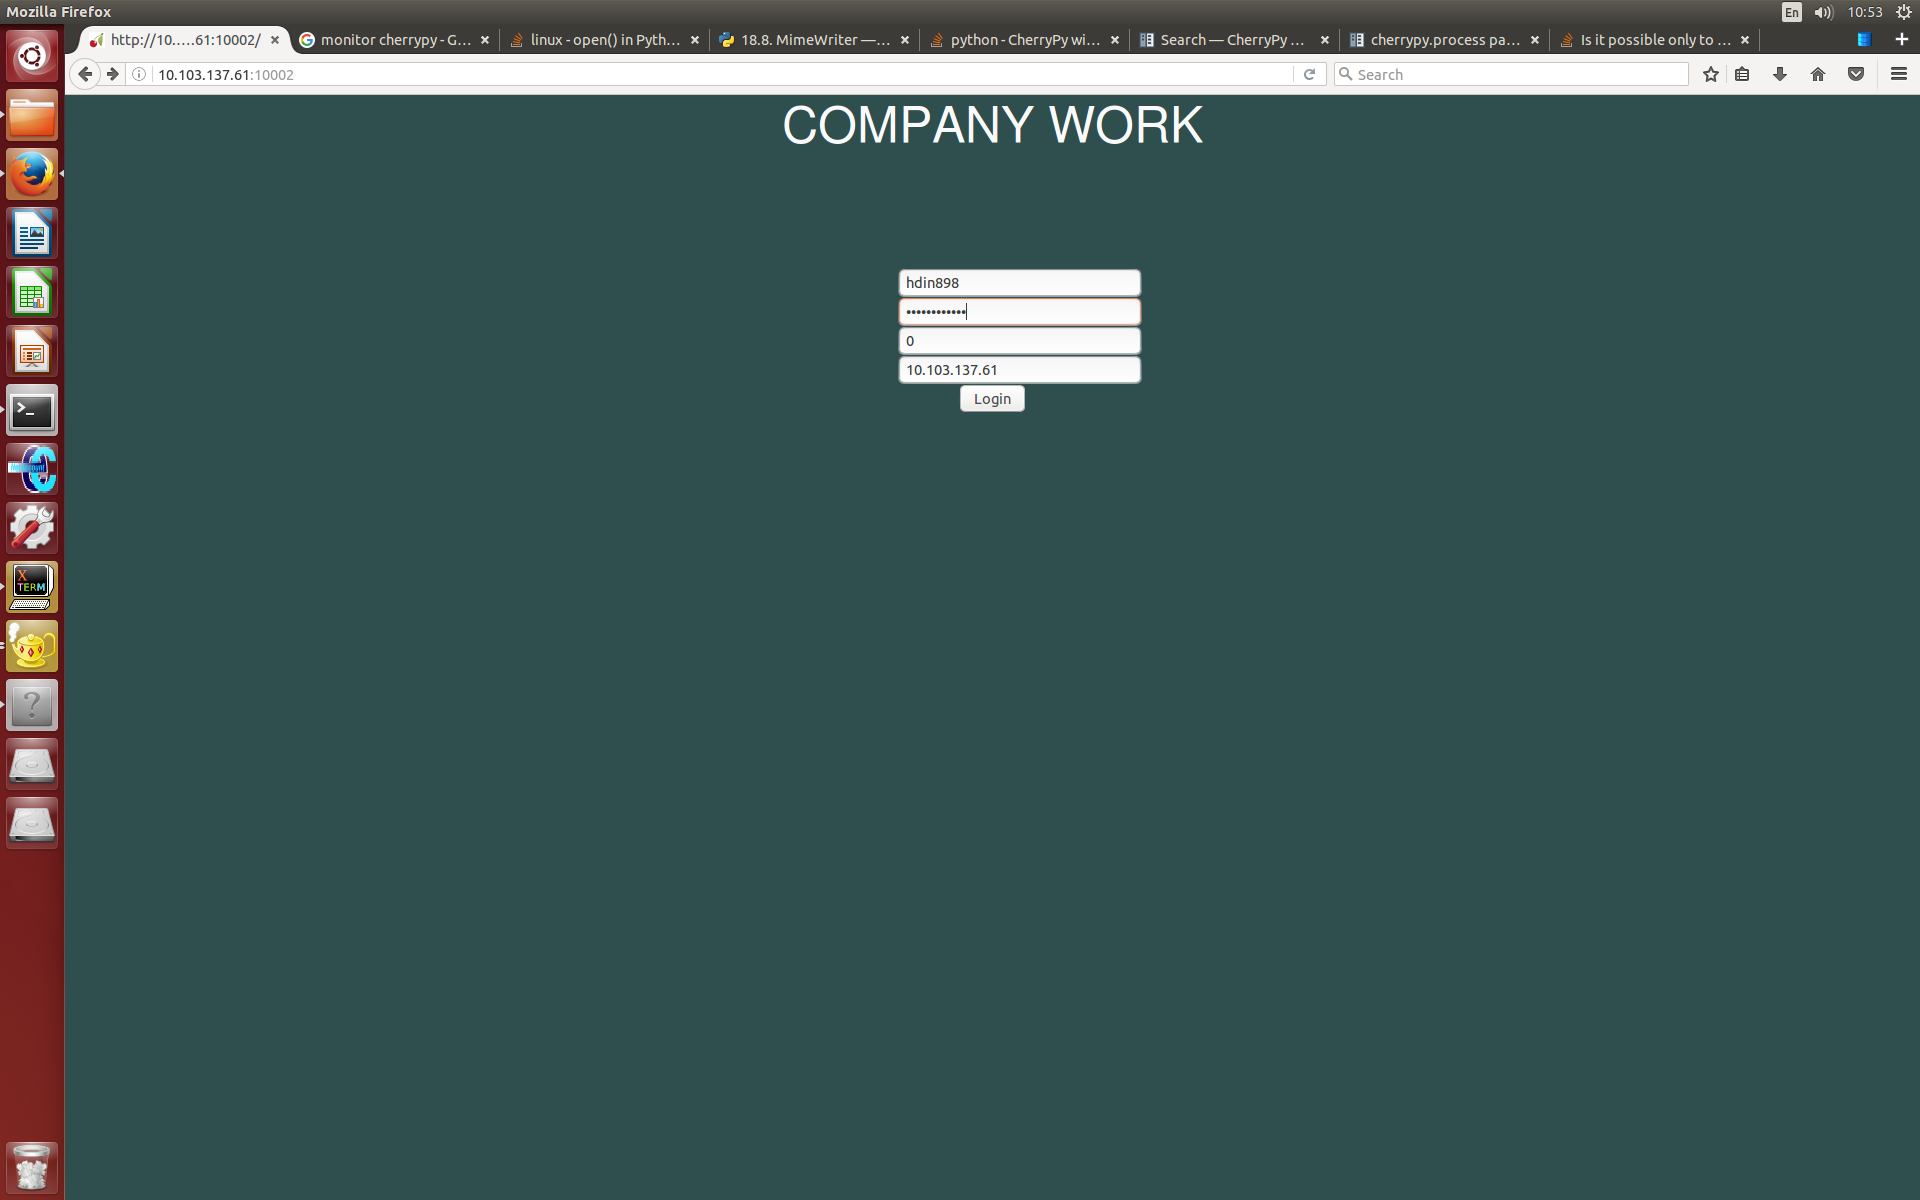 Mozilla Firefox
En
10:53
http://10.....61:10002/
monitor cherrypy - G...
linux - open() in Pyth...
18.8. MimeWriter —...
python - CherryPy wi...
Search — CherryPy ...
cherrypy.process pa...
Is it possible only to ...
10.103.137.61:10002
Search
COMPANY WORK
hdin898
••••••••••••
0
10.103.137.61
Login
X
TERM
?